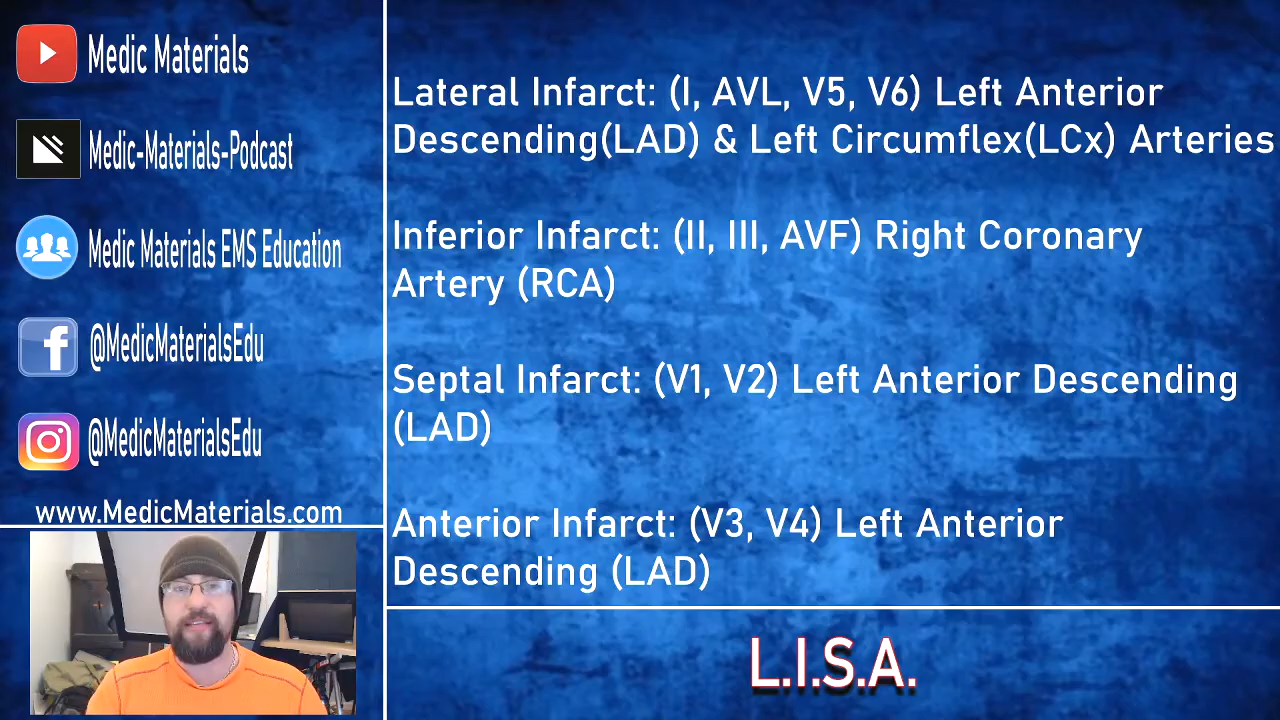 Medic Materials
Medic-Materials-Podcast
Medic Materials EMS Education
@MedicMaterialsEdu
@MedicMaterialsEdu
www.MedicMaterials.com
Lateral Infarct: (I, AVL, V5, V6) Left Anterior
Descending(LAD) & Left Circumflex(LCx) Arteries
Inferior Infarct: (II, III, AVF) Right Coronary
Artery (RCA)
Septal Infarct: (V1, V2) Left Anterior Descending
(LAD)
Anterior Infarct: (V3, V4) Left Anterior
Descending (LAD)
L.I.S.A.